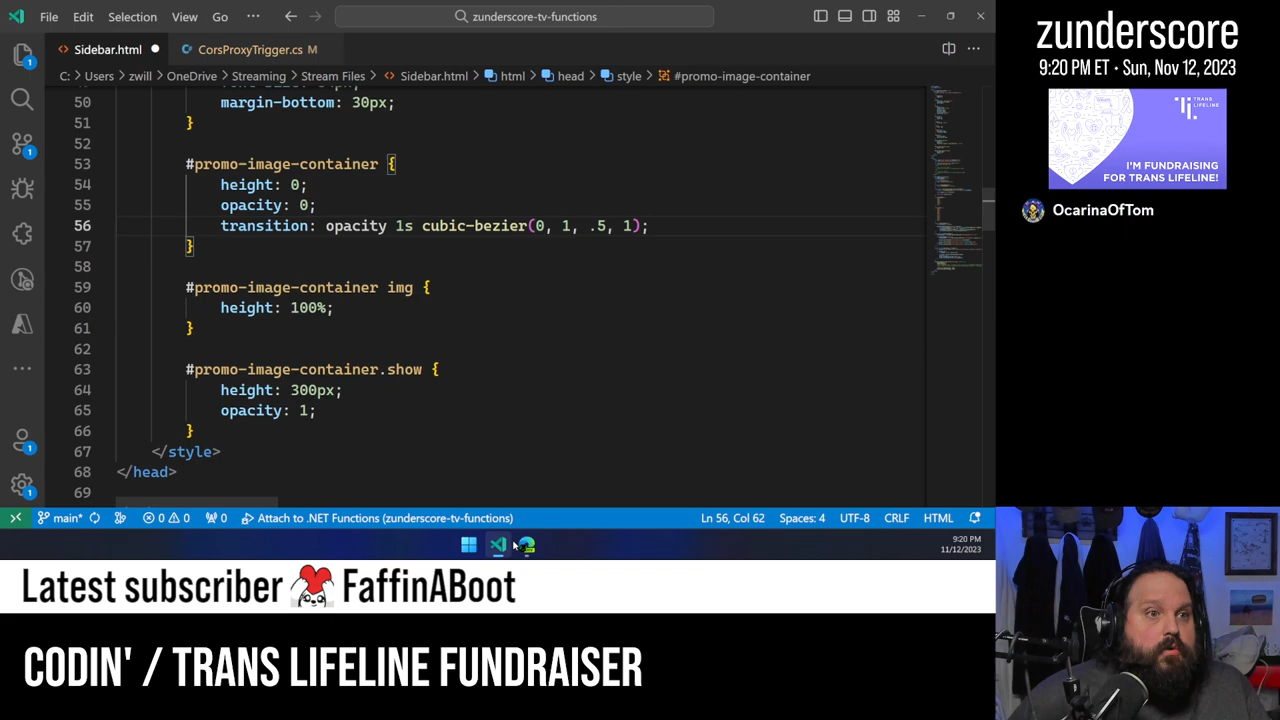 File Edit Selection View Go ··· zunderscore-tv-functions
Sidebar.html CorsProxyTrigger.cs M
C: > Users > zwill > OneDrive > Streaming > Stream Files > Sidebar.html > html > head > style > #promo-image-container
50 margin-bottom: 30px;
51 }
52
53 #promo-image-container {
54 height: 0;
55 opacity: 0;
56 transition: opacity 1s cubic-bezier(0, 1, .5, 1);
57 }
58
59 #promo-image-container img {
60 height: 100%;
61 }
62
63 #promo-image-container.show {
64 height: 300px;
65 opacity: 1;
66 }
67 </style>
68 </head>
69
main* 0 0 0 Attach to .NET Functions (zunderscore-tv-functions) Ln 56, Col 62 Spaces: 4 UTF-8 CRLF HTML
9:20 PM
11/12/2023
zunderscore
9:20 PM ET • Sun, Nov 12, 2023
TRANS
LIFELINE
I'M FUNDRAISING
FOR TRANS LIFELINE!
OcarinaOfTom
Latest subscriber FaffinABoot
CODIN' / TRANS LIFELINE FUNDRAISER